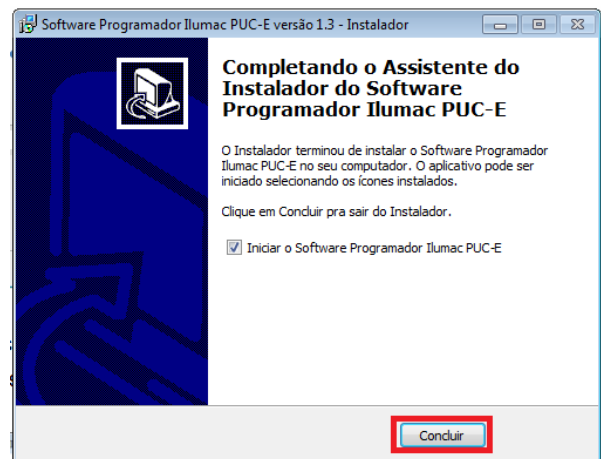 Software Programador Ilumac PUC-E versão 1.3 - Instalador
Completando o Assistente do
Instalador do Software
Programador Ilumac PUC-E
O Instalador terminou de instalar o Software Programador
Ilumac PUC-E no seu computador. O aplicativo pode ser
iniciado selecionando os ícones instalados.
Clique em Concluir pra sair do Instalador.
Iniciar o Software Programador Ilumac PUC-E
Concluir